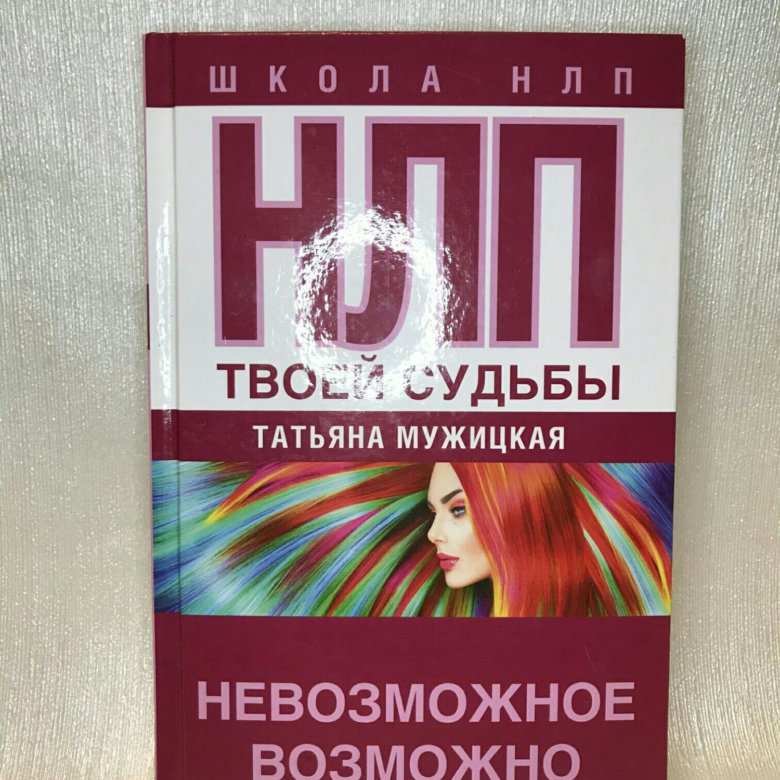 ШКОЛА НЛП
НЛП
ТВОЕЙ СУДЬБЫ
ТАТЬЯНА МУЖИЦКАЯ
НЕВОЗМОЖНОЕ
ВОЗМОЖНО